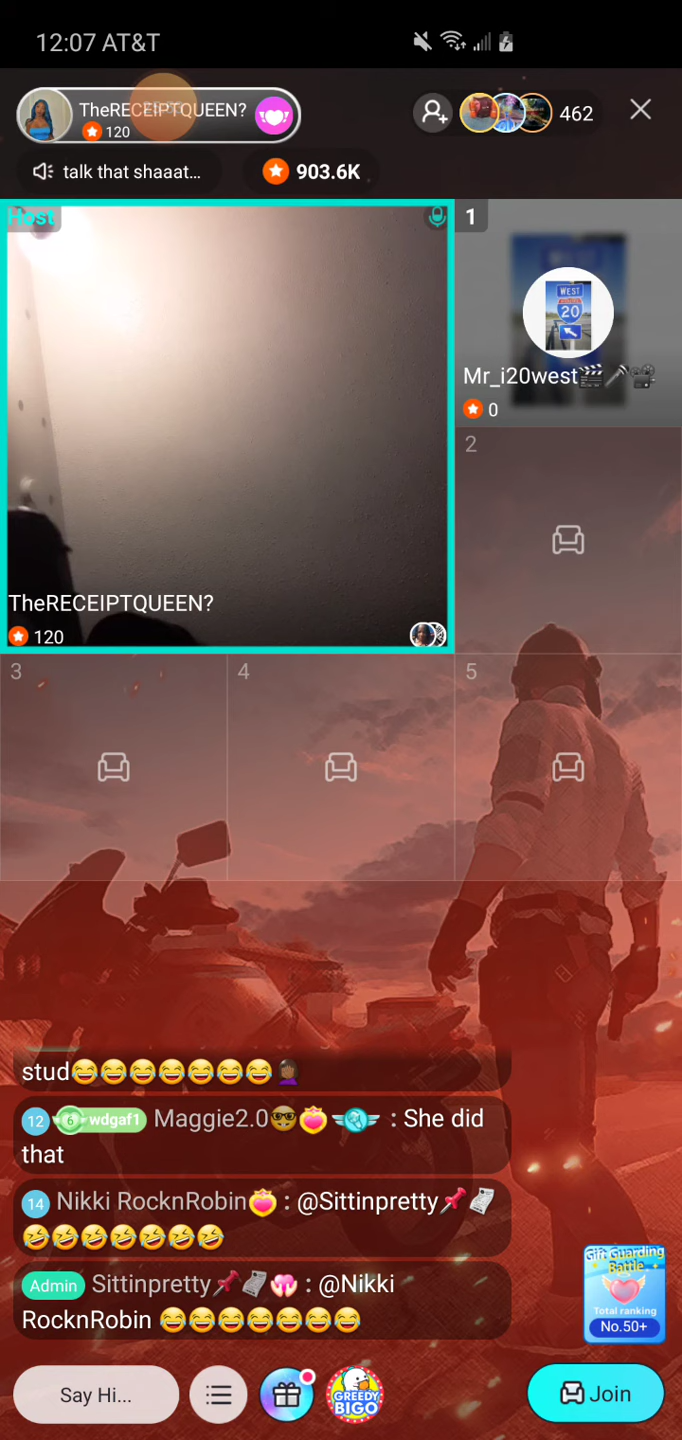 12:07 AT&T
TheRECEIPTQUEEN?
120
462
talk that shaaat...
903.6K
Host
1
WEST
20
Mr_i20west🎬🎤📽
0
2
TheRECEIPTQUEEN?
120
3
4
5
stud😂😂😂😂😂😂😂🤦🏾‍♀️
12 6 wdgaf1 Maggie2.0🤓 : She did
that
14 Nikki RocknRobin : @Sittinpretty📌📰
🤣🤣🤣🤣🤣🤣🤣
Admin Sittinpretty📌📰 : @Nikki
RocknRobin 😂😂😂😂😂😂😂
Gift Guarding
Battle
Total ranking
No.50+
Say Hi...
GREEDY
BIGO
Join